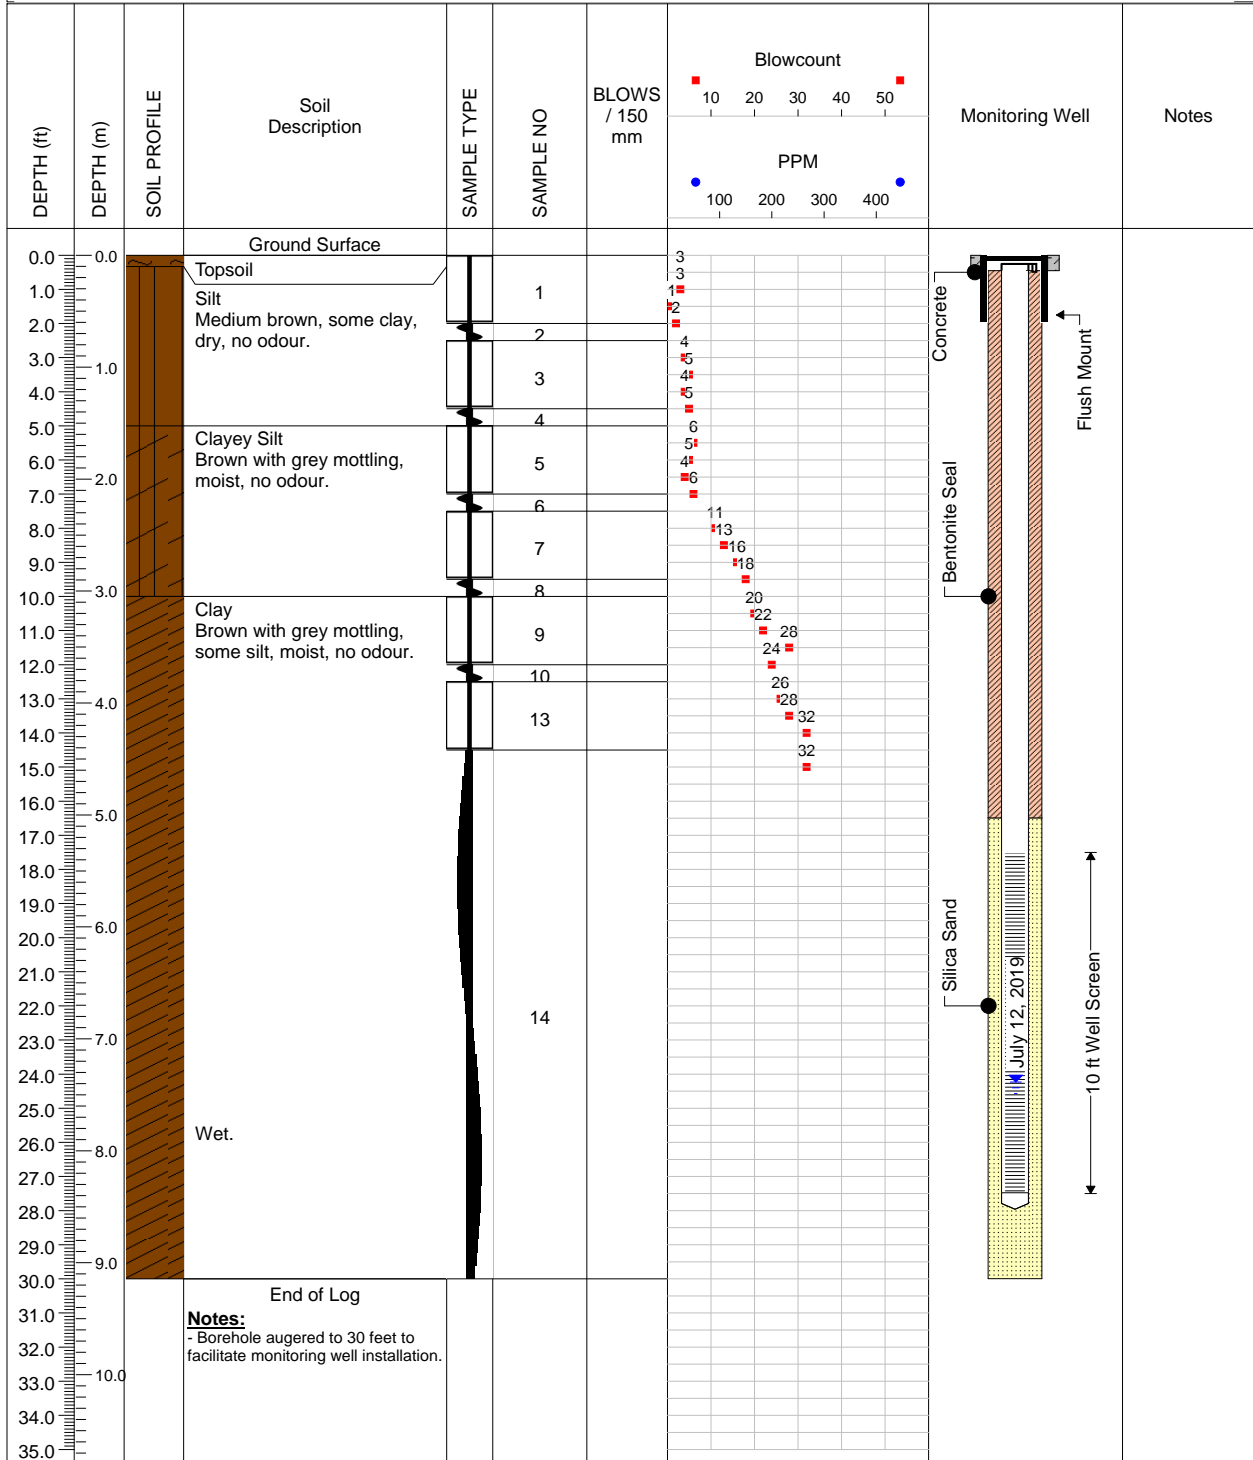 DEPTH (ft)
DEPTH (m)
SOIL PROFILE
Soil
Description
SAMPLE TYPE
SAMPLE NO
BLOWS
/ 150
mm
Blowcount
10 20 30 40 50
PPM
100 200 300 400
Monitoring Well
Notes
Ground Surface
Topsoil
Silt
Medium brown, some clay,
dry, no odour.
Clayey Silt
Brown with grey mottling,
moist, no odour.
Clay
Brown with grey mottling,
some silt, moist, no odour.
Wet.
End of Log
Notes:
- Borehole augered to 30 feet to
facilitate monitoring well installation.
0.0
1.0
2.0
3.0
4.0
5.0
6.0
7.0
8.0
9.0
10.0
11.0
12.0
13.0
14.0
15.0
16.0
17.0
18.0
19.0
20.0
21.0
22.0
23.0
24.0
25.0
26.0
27.0
28.0
29.0
30.0
31.0
32.0
33.0
34.0
35.0
0.0
1.0
2.0
3.0
4.0
5.0
6.0
7.0
8.0
9.0
10.0
1
2
3
4
5
6
7
8
9
10
13
14
3
3
1
2
4
5
4
5
6
5
4
6
11
13
16
18
20
22
28
24
26
28
32
32
Concrete
Flush Mount
Bentonite Seal
Silica Sand
July 12, 2019
10 ft Well Screen